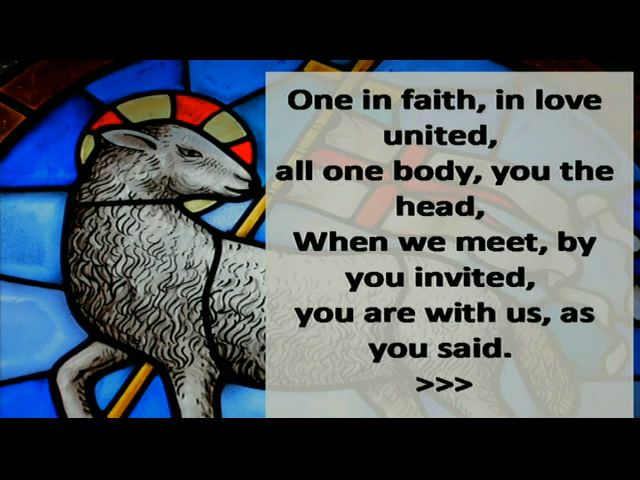 One in faith, in love
united,
all one body, you the
head,
When we meet, by
you invited,
you are with us, as
you said.
>>>